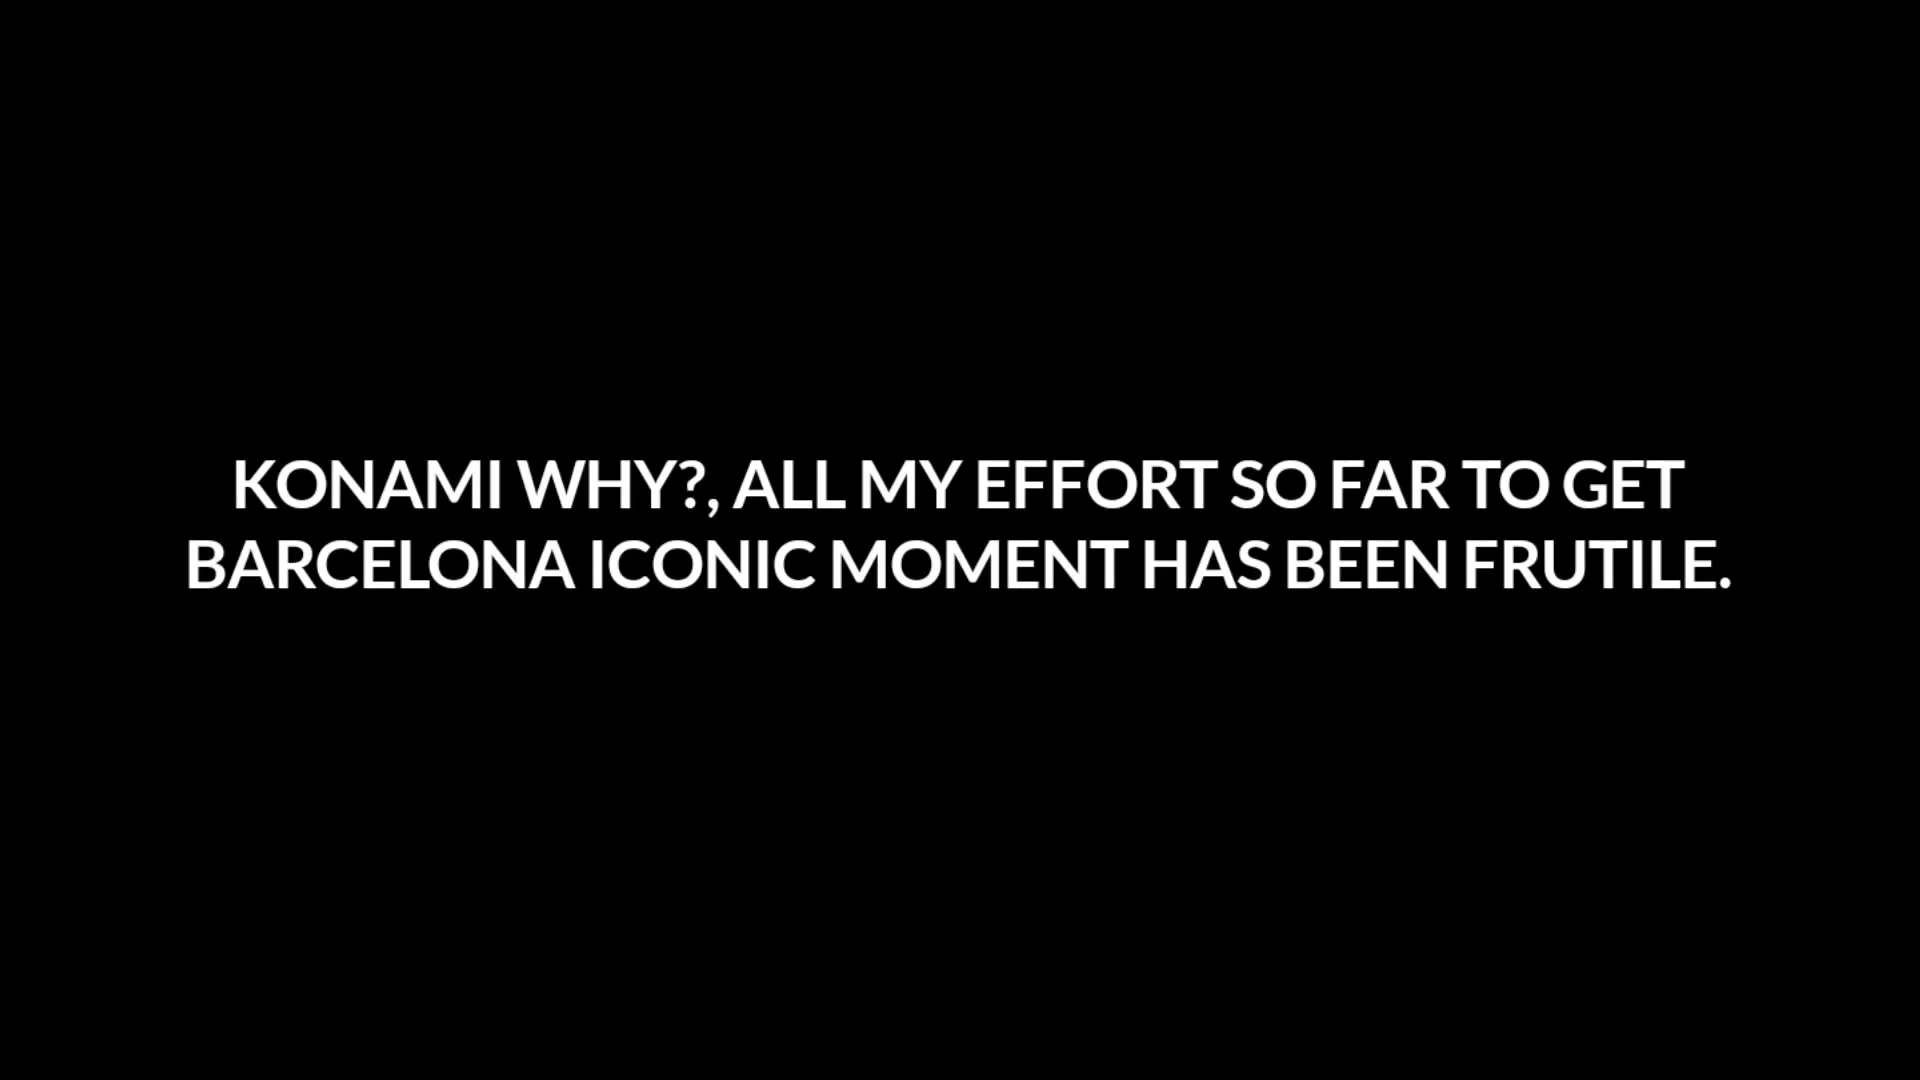 KONAMI WHY?, ALL MY EFFORT SO FAR TO GET
BARCELONA ICONIC MOMENT HAS BEEN FRUTILE.